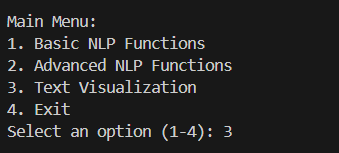 Main Menu:
1. Basic NLP Functions
2. Advanced NLP Functions
3. Text Visualization
4. Exit
Select an option (1-4): 3